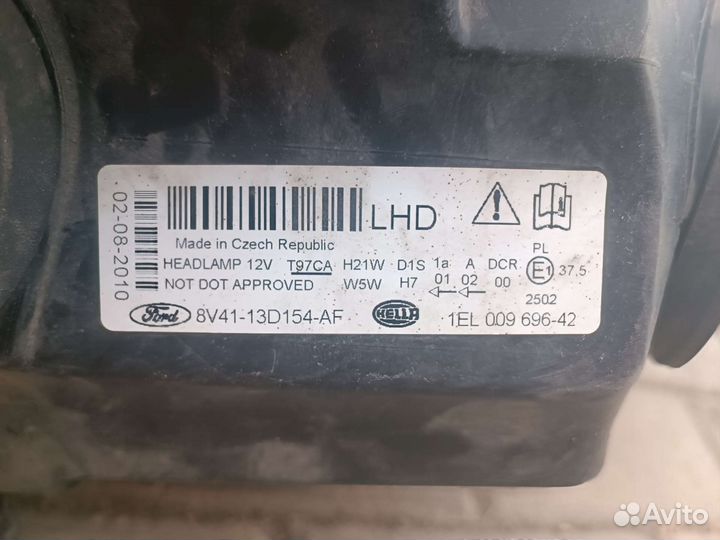 02-08-2010
LHD
Made in Czech Republic
HEADLAMP 12V T97CA H21W D1S 1a A DCR PL
NOT DOT APPROVED W5W H7 01 02 00 E1 37,5
2502
Ford 8V41-13D154-AF HELLA 1EL 009 696-42
Avito